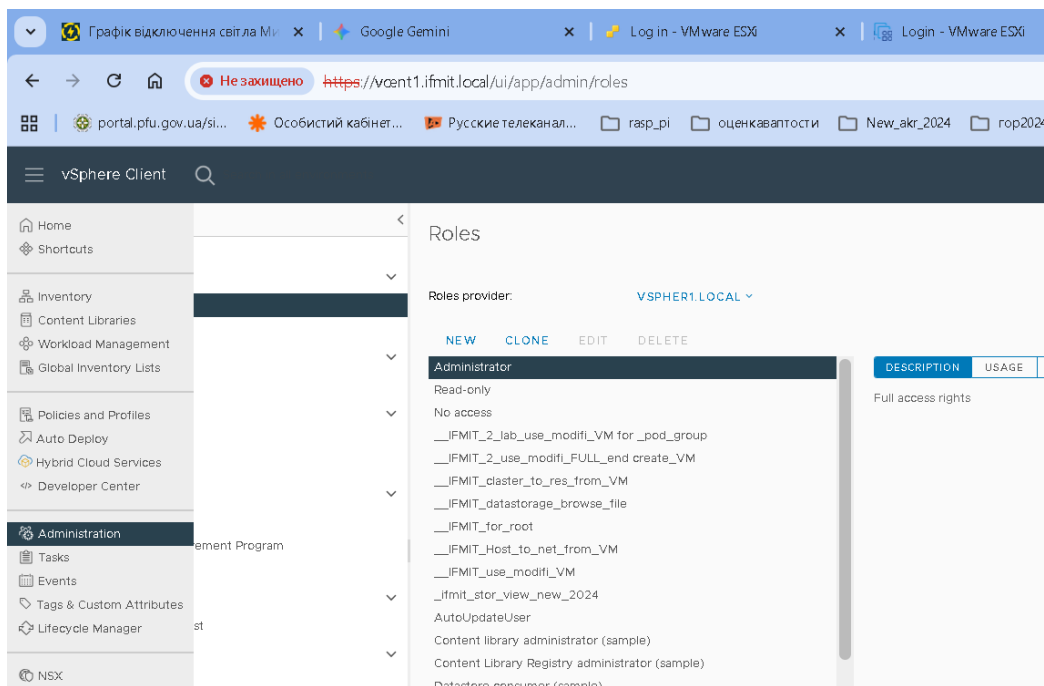 Графік відключення світла Ми
Google Gemini
Log in - VMware ESXi
Login - VMware ESXi
Не захищено https://vcent1.ifmit.local/ui/app/admin/roles
portal.pfu.gov.ua/si... Особистий кабінет... Русские телеканал... rasp_pi оценкаваптости New_akr_2024 гор2024
vSphere Client
Home
Shortcuts
Inventory
Content Libraries
Workload Management
Global Inventory Lists
Policies and Profiles
Auto Deploy
Hybrid Cloud Services
Developer Center
Administration
Tasks
Events
Tags & Custom Attributes
Lifecycle Manager
NSX
ement Program
st
Roles
Roles provider: VSPHER1.LOCAL
NEW CLONE EDIT DELETE
Administrator
Read-only
No access
__IFMIT_2_lab_use_modifi_VM for _pod_group
__IFMIT_2_use_modifi_FULL_end create_VM
__IFMIT_claster_to_res_from_VM
__IFMIT_datastorage_browse_file
__IFMIT_for_root
__IFMIT_Host_to_net_from_VM
__IFMIT_use_modifi_VM
_ifmit_stor_view_new_2024
AutoUpdateUser
Content library administrator (sample)
Content Library Registry administrator (sample)
Datastore consumer (sample)
DESCRIPTION USAGE
Full access rights